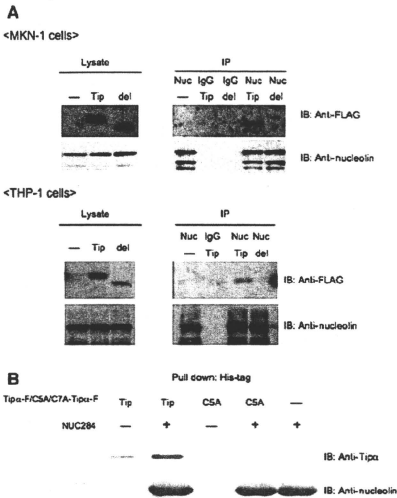 A
<MKN-1 cells>
Lysate IP
Nuc IgG IgG Nuc Nuc
— Tip del — Tip del Tip del
IB: Anti-FLAG
IB: Anti-nucleolin
<THP-1 cells>
Lysate IP
Nuc IgG Nuc Nuc
— Tip del — Tip Tip del
IB: Anti-FLAG
IB: Anti-nucleolin
B
Pull down: His-tag
Tipα-F/C5A/C7A-Tipα-F Tip Tip C5A C5A —
NUC284 — + — + +
IB: Anti-Tipα
IB: Anti-nucleolin